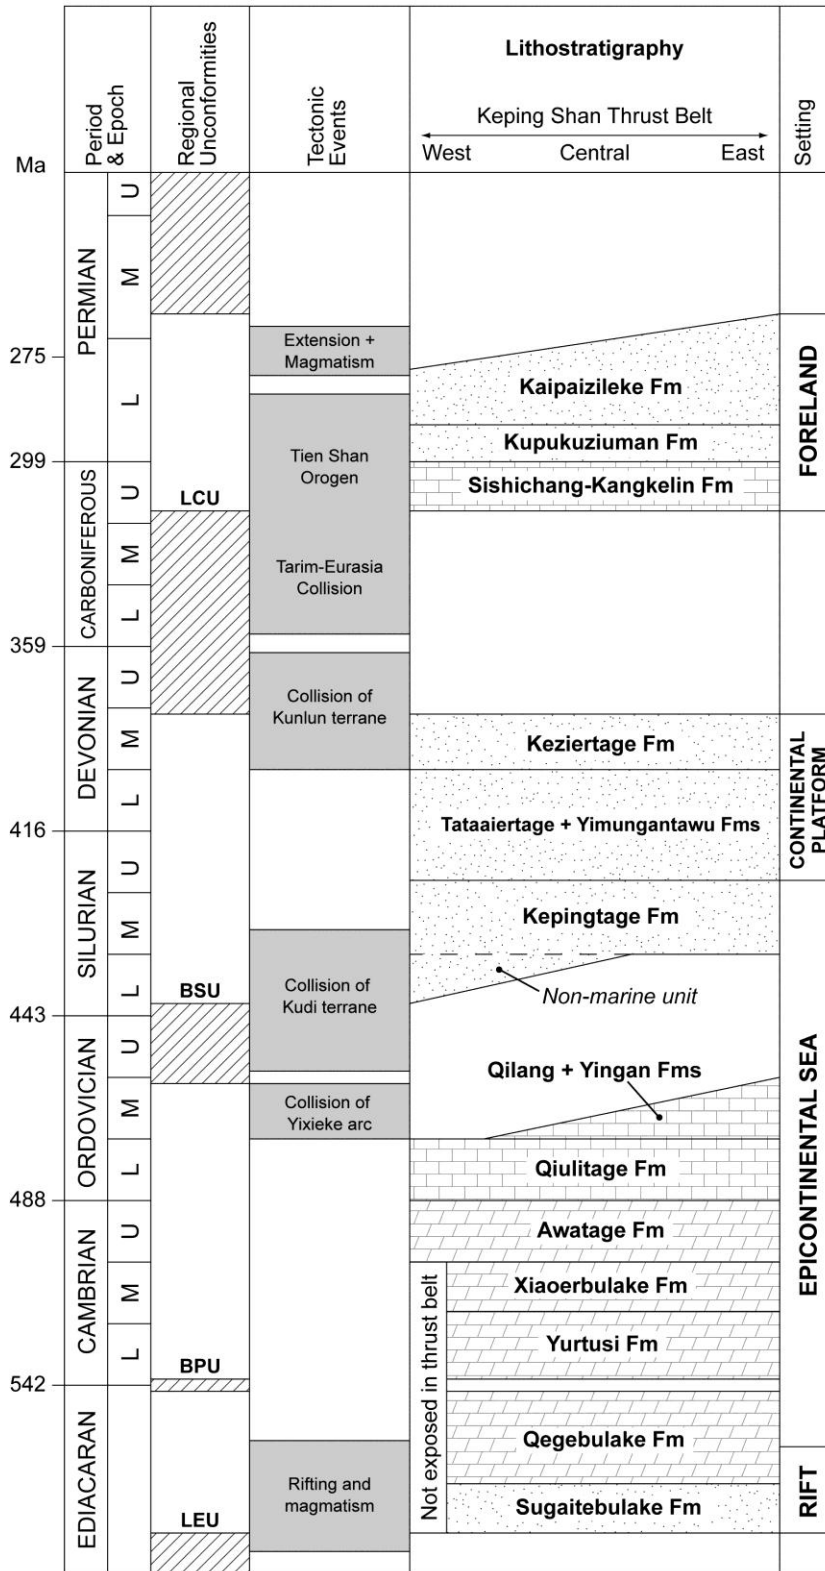 Ma
Period
& Epoch
Regional
Unconformities
Tectonic
Events
Lithostratigraphy
Keping Shan Thrust Belt
West Central East
Setting
275
299
359
416
443
488
542
PERMIAN
U
M
L
CARBONIFEROUS
U
M
L
DEVONIAN
U
M
L
SILURIAN
U
M
L
ORDOVICIAN
U
M
L
CAMBRIAN
U
M
L
EDIACARAN
LCU
BSU
BPU
LEU
Extension +
Magmatism
Tien Shan
Orogen
Tarim-Eurasia
Collision
Collision of
Kunlun terrane
Collision of
Kudi terrane
Collision of
Yixieke arc
Rifting and
magmatism
Kaipaizileke Fm
Kupukuziuman Fm
Sishichang-Kangkelin Fm
Keziertage Fm
Tataaiertage + Yimungantawu Fms
Kepingtage Fm
Non-marine unit
Qilang + Yingan Fms
Qiulitage Fm
Awatage Fm
Not exposed in thrust belt
Xiaoerbulake Fm
Yurtusi Fm
Qegebulake Fm
Sugaitebulake Fm
FORELAND
CONTINENTAL
PLATFORM
EPICONTINENTAL SEA
RIFT